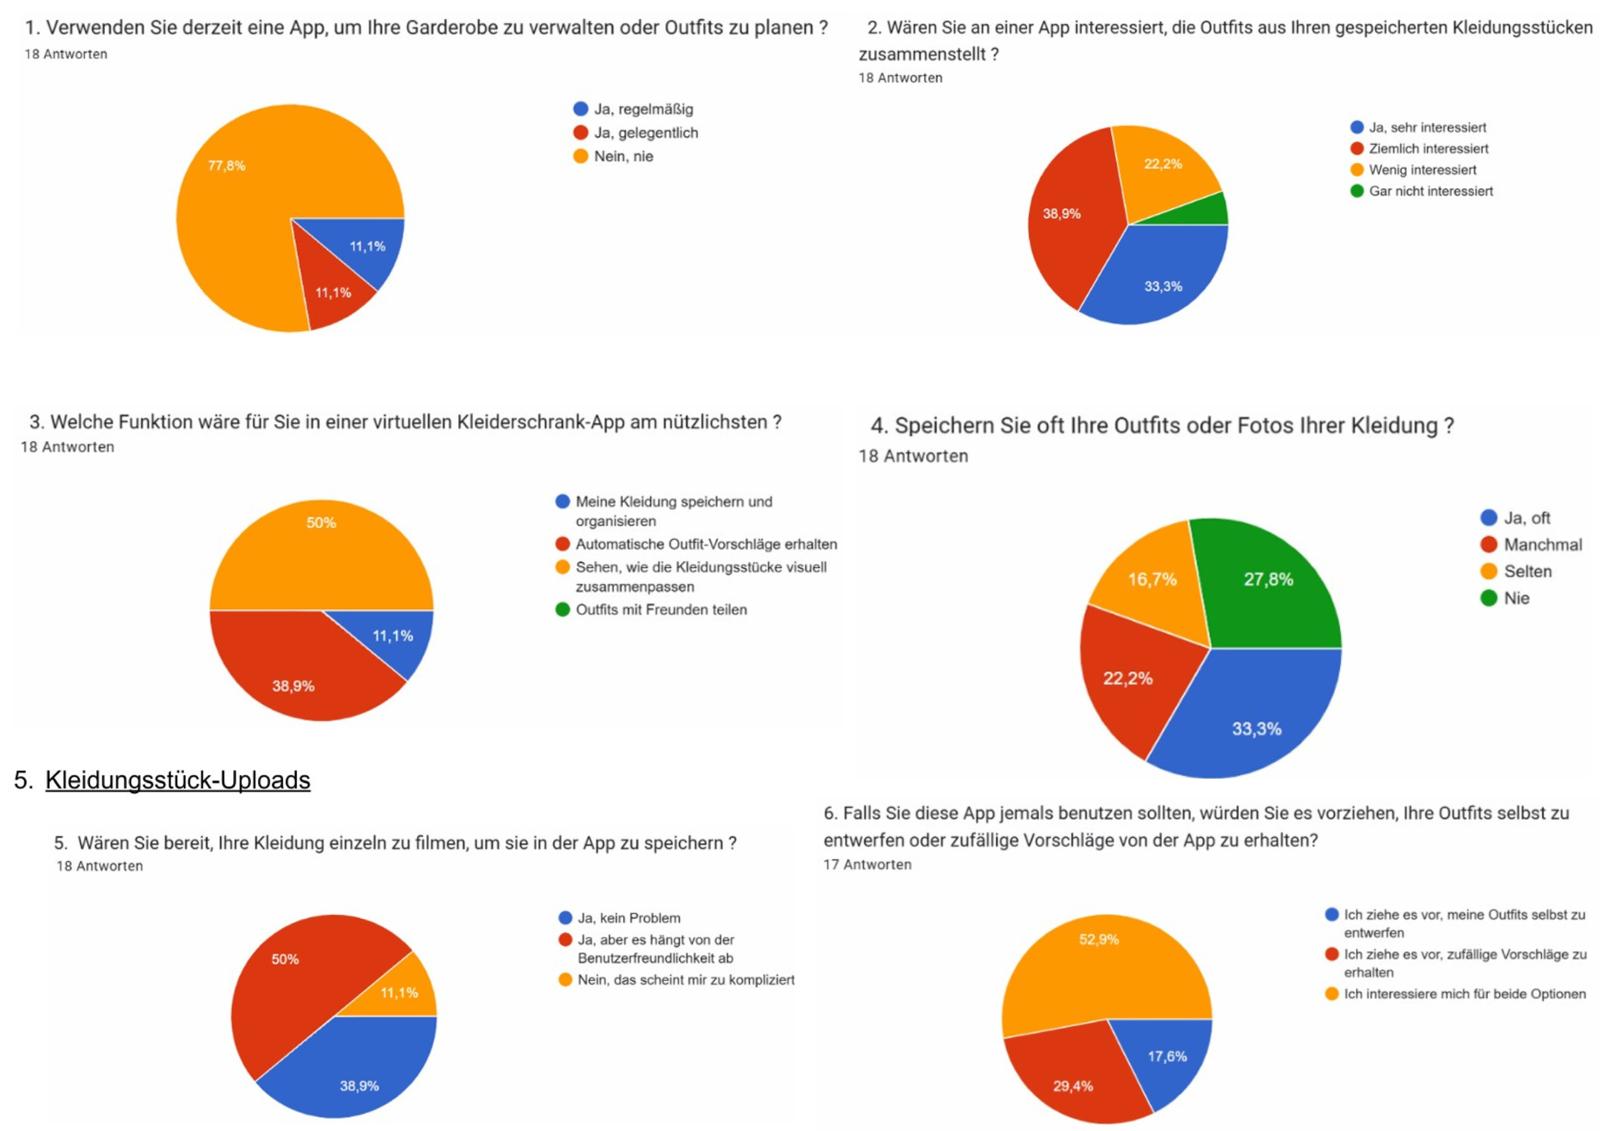 1. Verwenden Sie derzeit eine App, um Ihre Garderobe zu verwalten oder Outfits zu planen ?
18 Antworten
77,8%
11,1%
11,1%
Ja, regelmäßig
Ja, gelegentlich
Nein, nie
2. Wären Sie an einer App interessiert, die Outfits aus Ihren gespeicherten Kleidungsstücken
zusammenstellt ?
18 Antworten
22,2%
38,9%
33,3%
Ja, sehr interessiert
Ziemlich interessiert
Wenig interessiert
Gar nicht interessiert
3. Welche Funktion wäre für Sie in einer virtuellen Kleiderschrank-App am nützlichsten ?
18 Antworten
50%
11,1%
38,9%
Meine Kleidung speichern und
organisieren
Automatische Outfit-Vorschläge erhalten
Sehen, wie die Kleidungsstücke visuell
zusammenpassen
Outfits mit Freunden teilen
4. Speichern Sie oft Ihre Outfits oder Fotos Ihrer Kleidung ?
18 Antworten
16,7%
27,8%
22,2%
33,3%
Ja, oft
Manchmal
Selten
Nie
5. Kleidungsstück-Uploads
5. Wären Sie bereit, Ihre Kleidung einzeln zu filmen, um sie in der App zu speichern ?
18 Antworten
50%
11,1%
38,9%
Ja, kein Problem
Ja, aber es hängt von der
Benutzerfreundlichkeit ab
Nein, das scheint mir zu kompliziert
6. Falls Sie diese App jemals benutzen sollten, würden Sie es vorziehen, Ihre Outfits selbst zu
entwerfen oder zufällige Vorschläge von der App zu erhalten?
17 Antworten
52,9%
17,6%
29,4%
Ich ziehe es vor, meine Outfits selbst zu
entwerfen
Ich ziehe es vor, zufällige Vorschläge zu
erhalten
Ich interessiere mich für beide Optionen